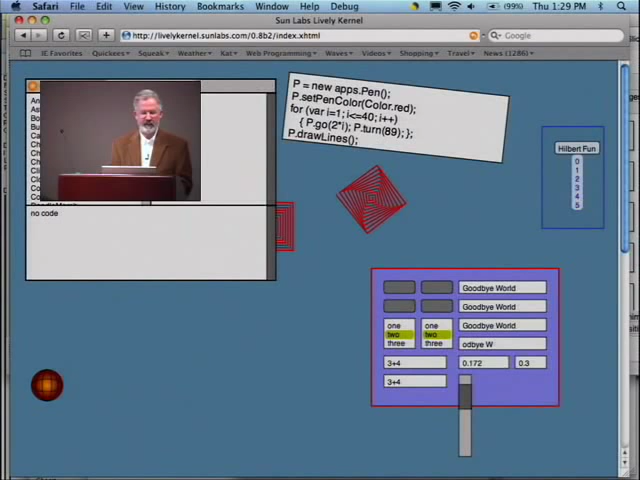 Safari File Edit View History Bookmarks Window Help Debug (99%) Thu 1:29 PM
Sun Labs Lively Kernel
http://livelykernel.sunlabs.com/0.8b2/index.xhtml
Google
IE Favorites Quickees Squeak Weather Kat Web Programming Waves Videos Shopping Travel News (1286)
P = new apps.Pen();
P.setPenColor(Color.red);
for (var i=1; i<=40; i++)
{ P.go(2*i); P.turn(89); };
P.drawLines();
no code
Hilbert Fun
0
1
2
3
4
5
Goodbye World
Goodbye World
one one Goodbye World
two two
three three odbye W
3+4 0.172 0.3
3+4